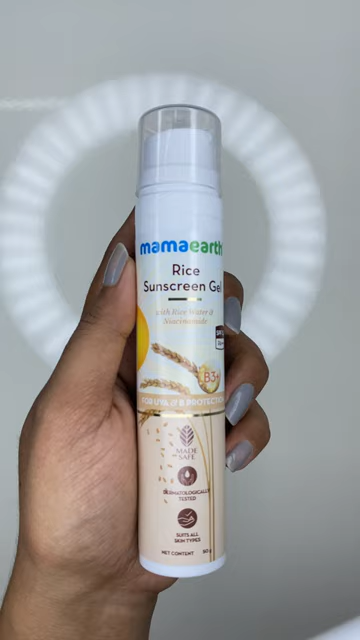 mamaearth
Rice
Sunscreen Gel
with Rice Water &
Niacinamide
B3+
FOR UVA & B PROTECTION
MADE
SAFE
DERMATOLOGICALLY
TESTED
SUITS ALL
SKIN TYPES
NET CONTENT